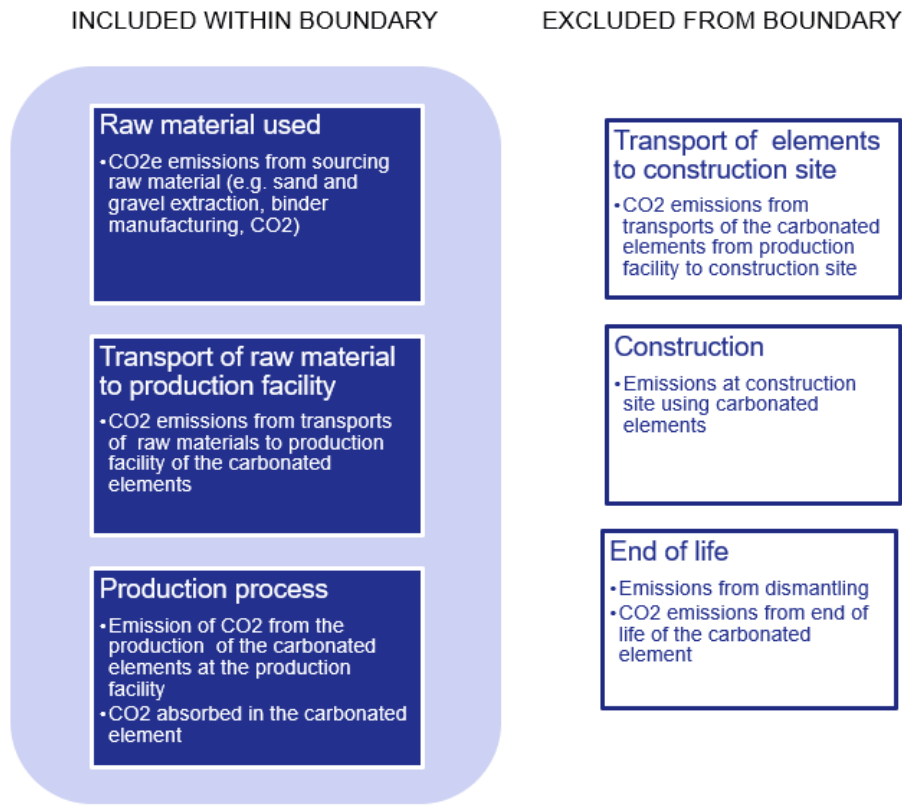 INCLUDED WITHIN BOUNDARY
Raw material used
•CO2e emissions from sourcing
raw material (e.g. sand and
gravel extraction, binder
manufacturing, CO2)
Transport of raw material
to production facility
•CO2 emissions from transports
of raw materials to production
facility of the carbonated
elements
Production process
•Emission of CO2 from the
production of the carbonated
elements at the production
facility
•CO2 absorbed in the carbonated
element
EXCLUDED FROM BOUNDARY
Transport of elements
to construction site
•CO2 emissions from
transports of the carbonated
elements from production
facility to construction site
Construction
•Emissions at construction
site using carbonated
elements
End of life
•Emissions from dismantling
•CO2 emissions from end of
life of the carbonated
element